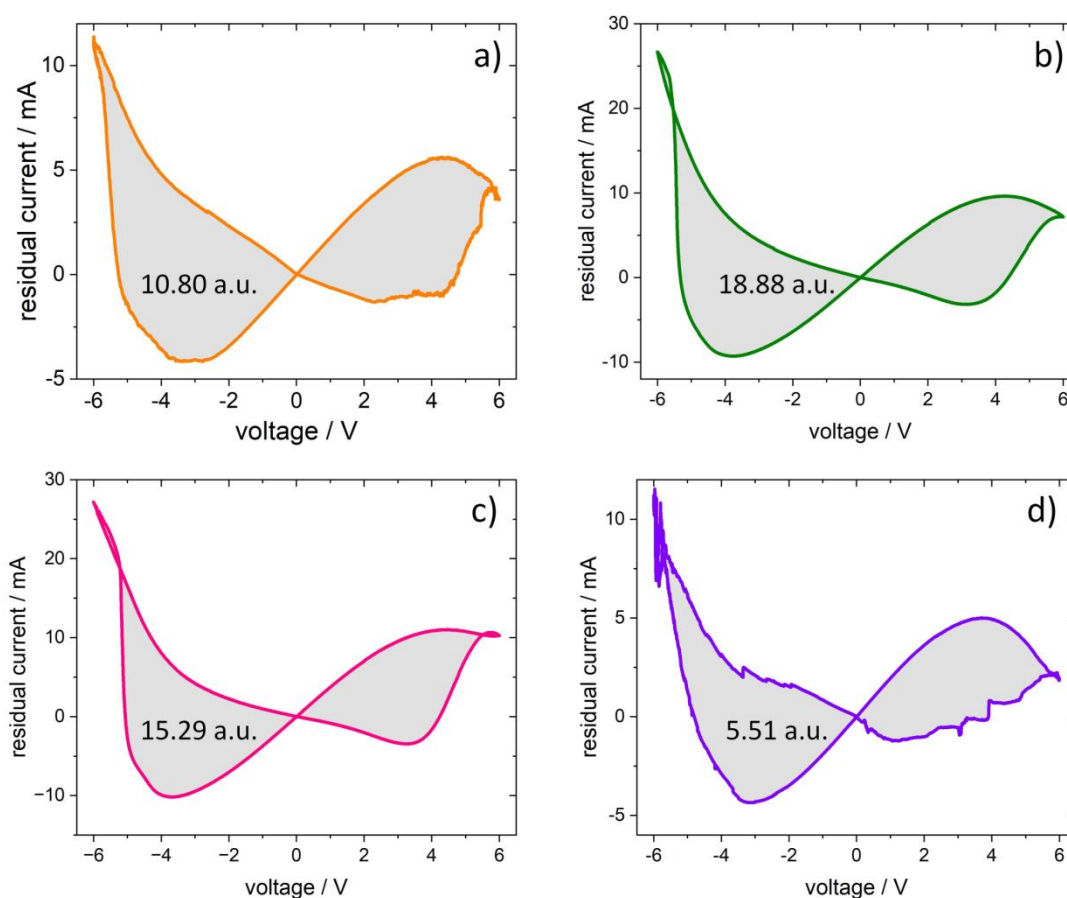 a)
residual current / mA
10
5
0
-5
10.80 a.u.
-6 -4 -2 0 2 4 6
voltage / V
b)
residual current / mA
30
20
10
0
-10
18.88 a.u.
-6 -4 -2 0 2 4 6
voltage / V
c)
residual current / mA
30
20
10
0
−10
15.29 a.u.
−6 −4 −2 0 2 4 6
voltage / V
d)
residual current / mA
10
5
0
-5
5.51 a.u.
-6 -4 -2 0 2 4 6
voltage / V